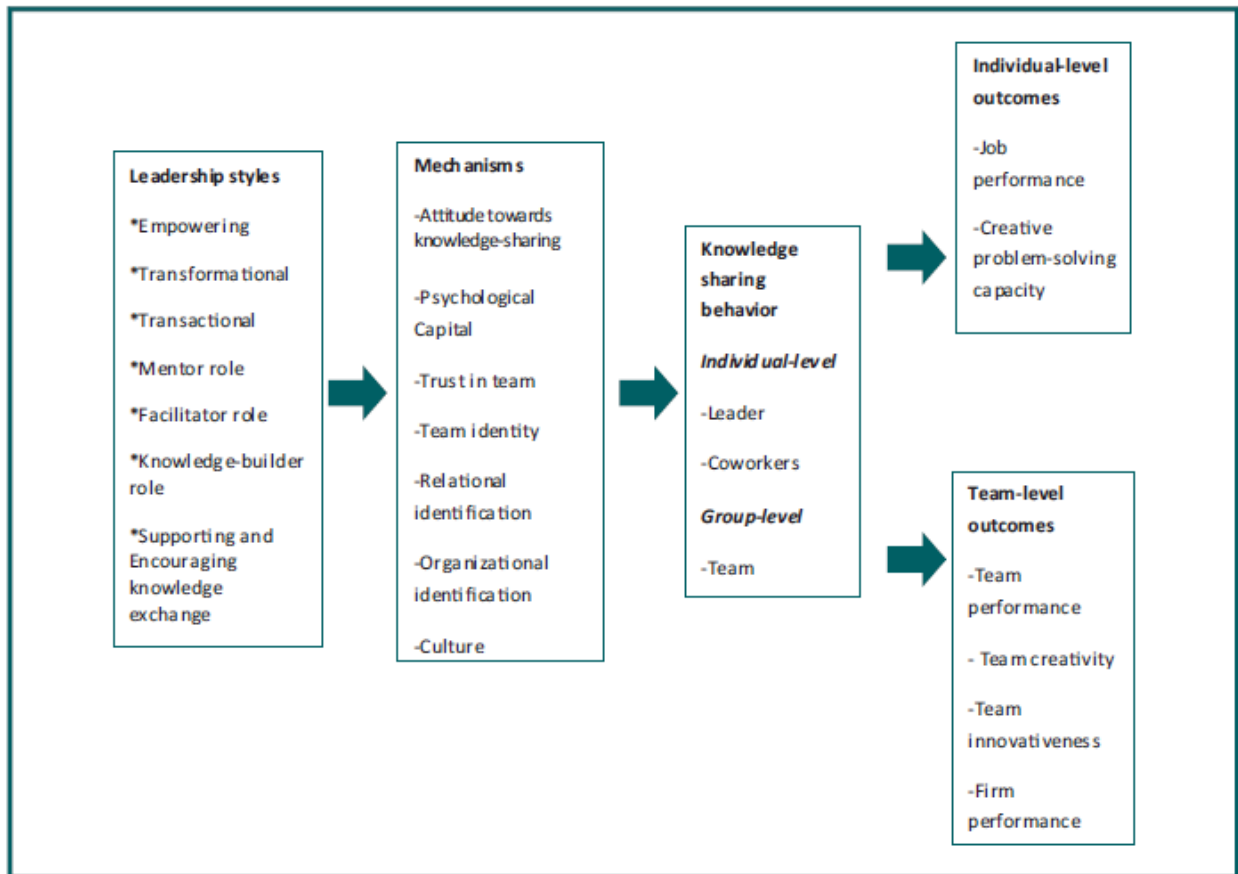 Leadership styles
*Empowering
*Transformational
*Transactional
*Mentor role
*Facilitator role
*Knowledge-builder
role
*Supporting and
Encouraging
knowledge
exchange
Mechanisms
-Attitude towards
knowledge-sharing
-Psychological
Capital
-Trust in team
-Team identity
-Relational
identification
-Organizational
identification
-Culture
Knowledge
sharing
behavior
Individual-level
-Leader
-Coworkers
Group-level
-Team
Individual-level
outcomes
-Job
performance
-Creative
problem-solving
capacity
Team-level
outcomes
-Team
performance
- Team creativity
-Team
innovativeness
-Firm
performance